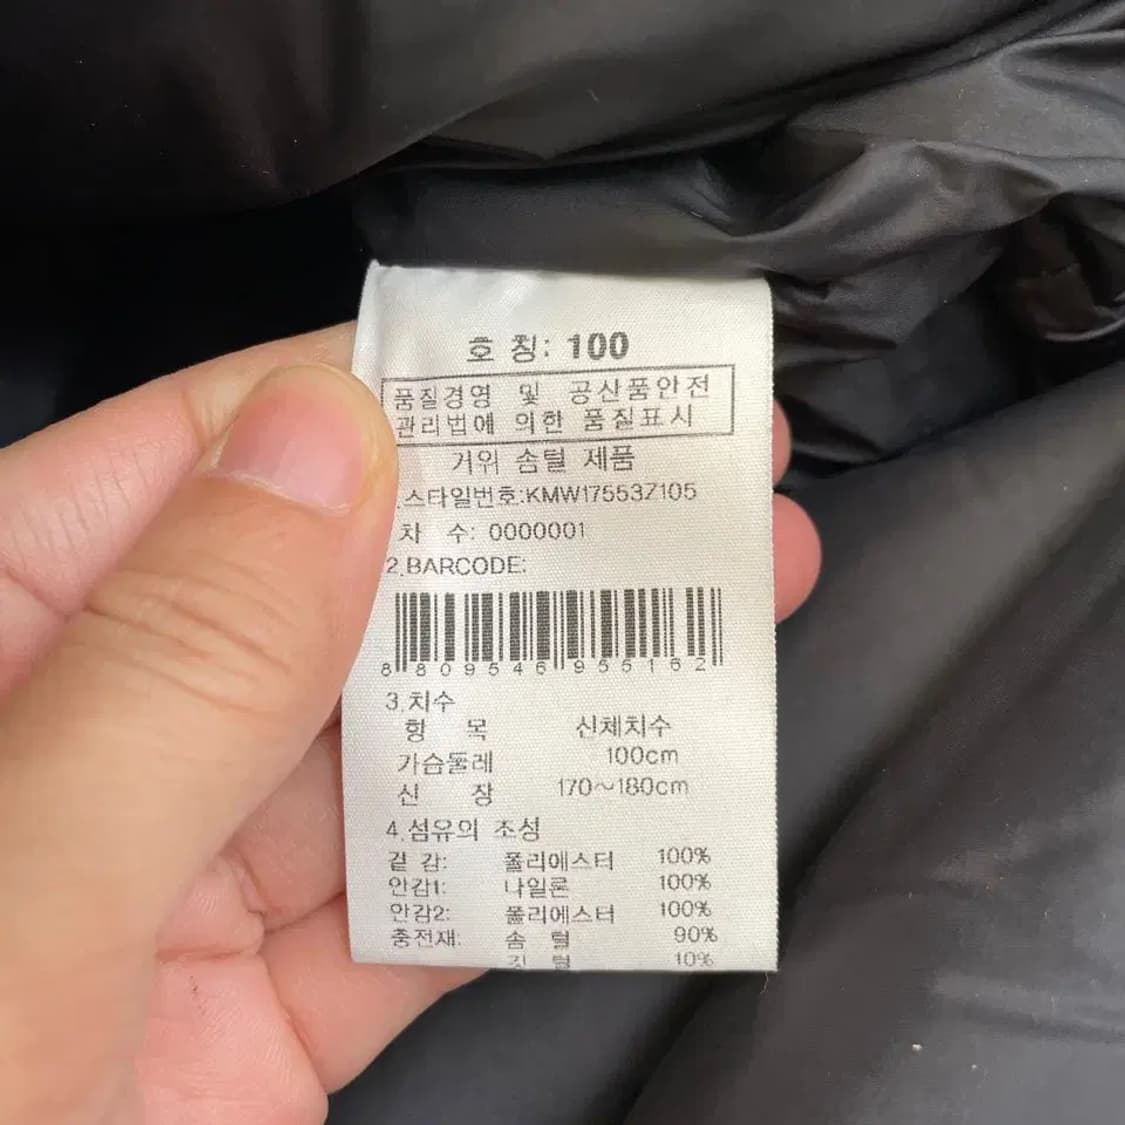 호 칭: 100
품질경영 및 공산품안전
관리법에 의한 품질표시
거위 솜털 제품
.스타일번호:KMW17553Z105
차 수: 0000001
2.BARCODE:
8 809546 955162
3.치수
항 목 신체치수
가슴둘레 100cm
신 장 170~180cm
4.섬유의 조성
겉 감: 폴리에스터 100%
안감1: 나일론 100%
안감2: 폴리에스터 100%
충전재: 솜 털 90%
깃 털 10%